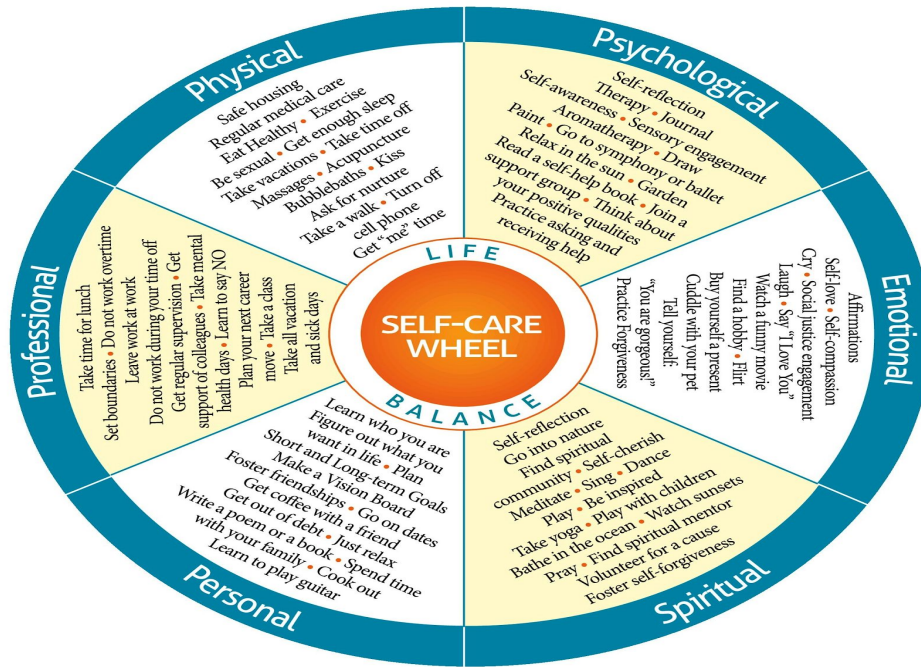 Physical
Safe housing
Regular medical care
Eat Healthy • Exercise
Be sexual • Get enough sleep
Take vacations • Take time off
Massages • Acupuncture
Bubblebaths • Kiss
Ask for nurture
Take a walk • Turn off
cell phone
Get "me" time
Psychological
Self-reflection
Therapy • Journal
Self-awareness • Sensory engagement
Aromatherapy • Draw
Paint • Go to symphony or ballet
Relax in the sun • Garden
Read a self-help book • Join a
support group • Think about
your positive qualities
Practice asking and
receiving help
Emotional
Affirmations
Self-love • Self-compassion
Cry • Social justice engagement
Laugh • Say "I Love You"
Watch a funny movie
Find a hobby • Flirt
Buy yourself a present
Cuddle with your pet
Tell yourself:
"You are gorgeous!"
Practice Forgiveness
Spiritual
Self-reflection
Go into nature
Find spiritual
community • Self-cherish
Meditate • Sing • Dance
Play • Be inspired
Take yoga • Play with children
Bathe in the ocean • Watch sunsets
Pray • Find spiritual mentor
Volunteer for a cause
Foster self-forgiveness
Personal
Learn who you are
Figure out what you
want in life • Plan
Short and Long-term Goals
Make a Vision Board
Foster friendships • Go on dates
Get coffee with a friend
Get out of debt • Just relax
Write a poem or a book • Spend time
with your family • Cook out
Learn to play guitar
Professional
Take time for lunch
Set boundaries • Do not work overtime
Leave work at work
Do not work during your time off
Get regular supervision • Get
support of colleagues • Take mental
health days • Learn to say NO
Plan your next career
move • Take a class
Take all vacation
and sick days
LIFE
SELF-CARE
WHEEL
BALANCE